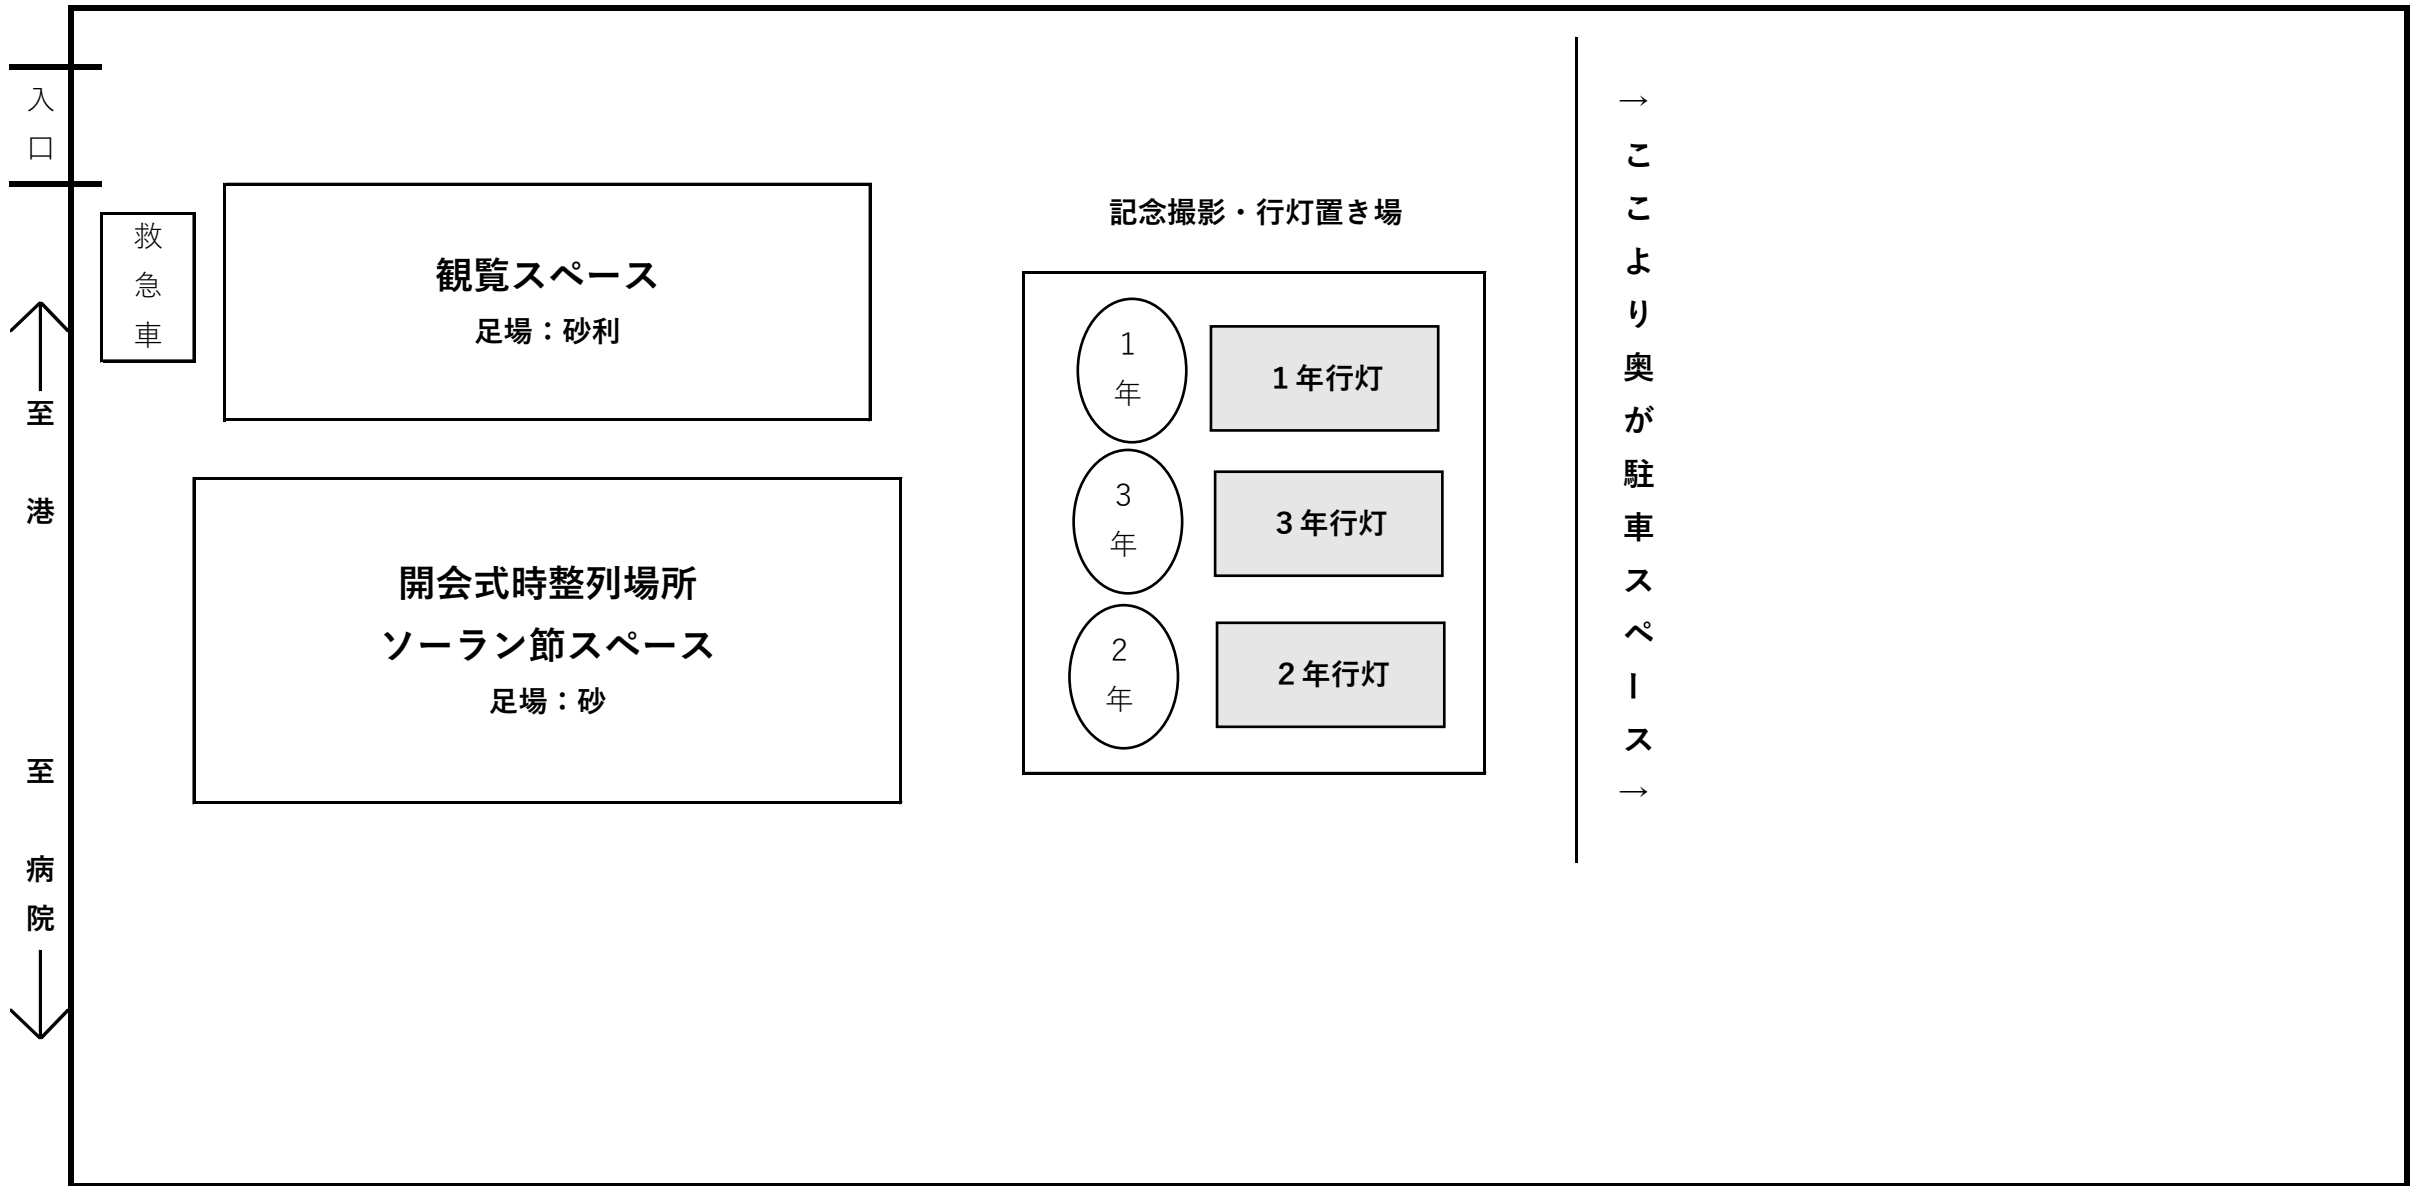 入口
救急車
至 港
至 病院
観覧スペース
足場：砂利
開会式時整列場所
ソーラン節スペース
足場：砂
記念撮影・行灯置き場
1年
1年行灯
3年
3年行灯
2年
2年行灯
→ここより奥が駐車スペース→